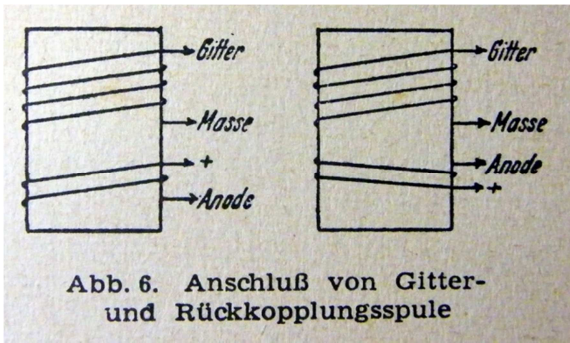 Gitter
Masse
+
Anode
Gitter
Masse
Anode
+
Abb. 6. Anschluß von Gitter-
und Rückkopplungsspule